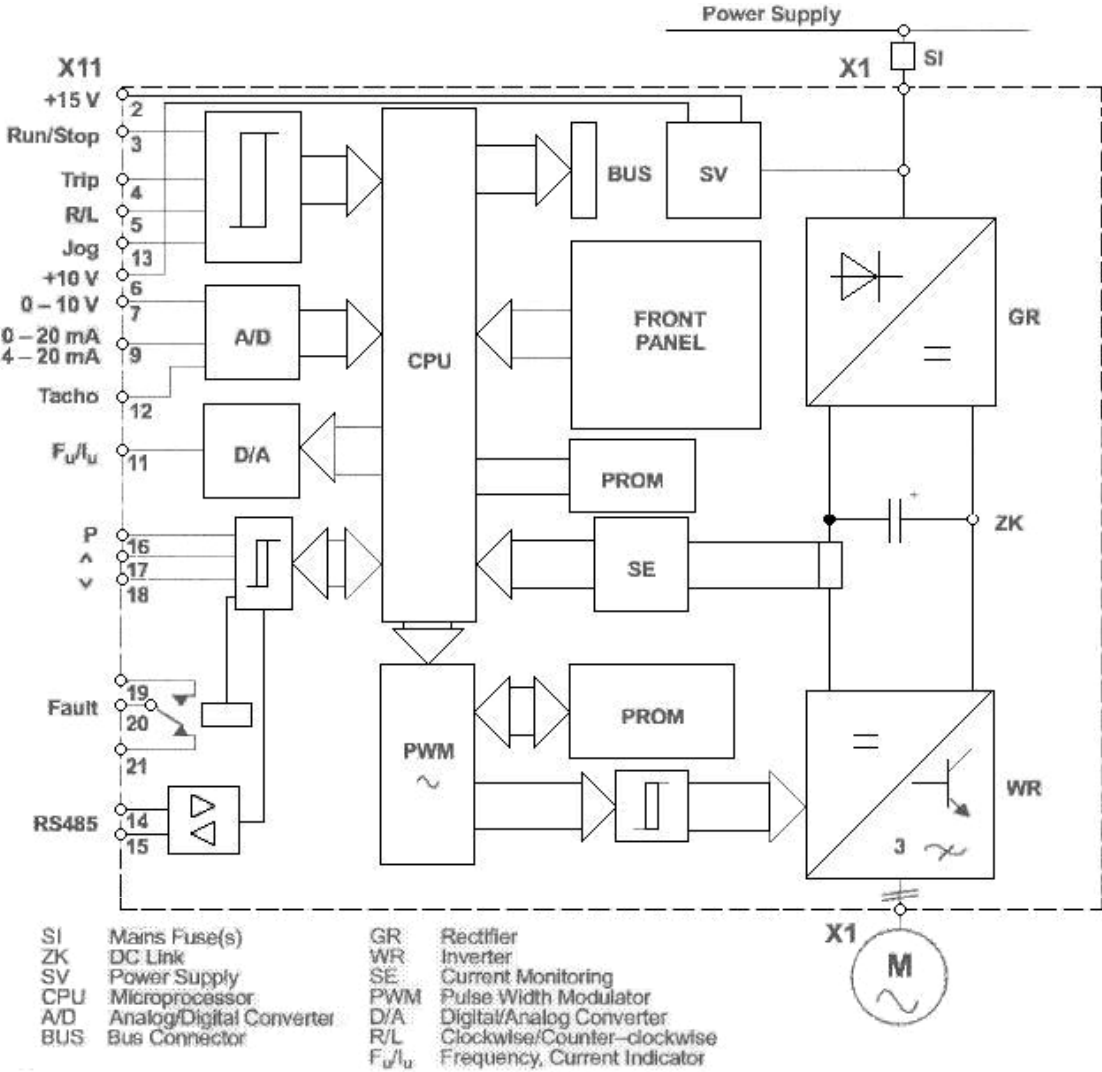 Power Supply
SI
X11
X1
+15 V
2
Run/Stop
3
Trip
4
R/L
5
Jog
13
+10 V
6
0 – 10 V
7
0 – 20 mA
4 – 20 mA
9
Tacho
12
Fu/Iu
11
P
16
^
17
v
18
19
Fault
20
21
RS485
14
15
A/D
D/A
CPU
BUS
SV
FRONT
PANEL
PROM
SE
PWM
~
PROM
GR
+
ZK
WR
3 ~
X1
M
~
SI Mains Fuse(s)
ZK DC Link
SV Power Supply
CPU Microprocessor
A/D Analog/Digital Converter
BUS Bus Connector
GR Rectifier
WR Inverter
SE Current Monitoring
PWM Pulse Width Modulator
D/A Digital/Analog Converter
R/L Clockwise/Counter–clockwise
Fu/Iu Frequency, Current Indicator